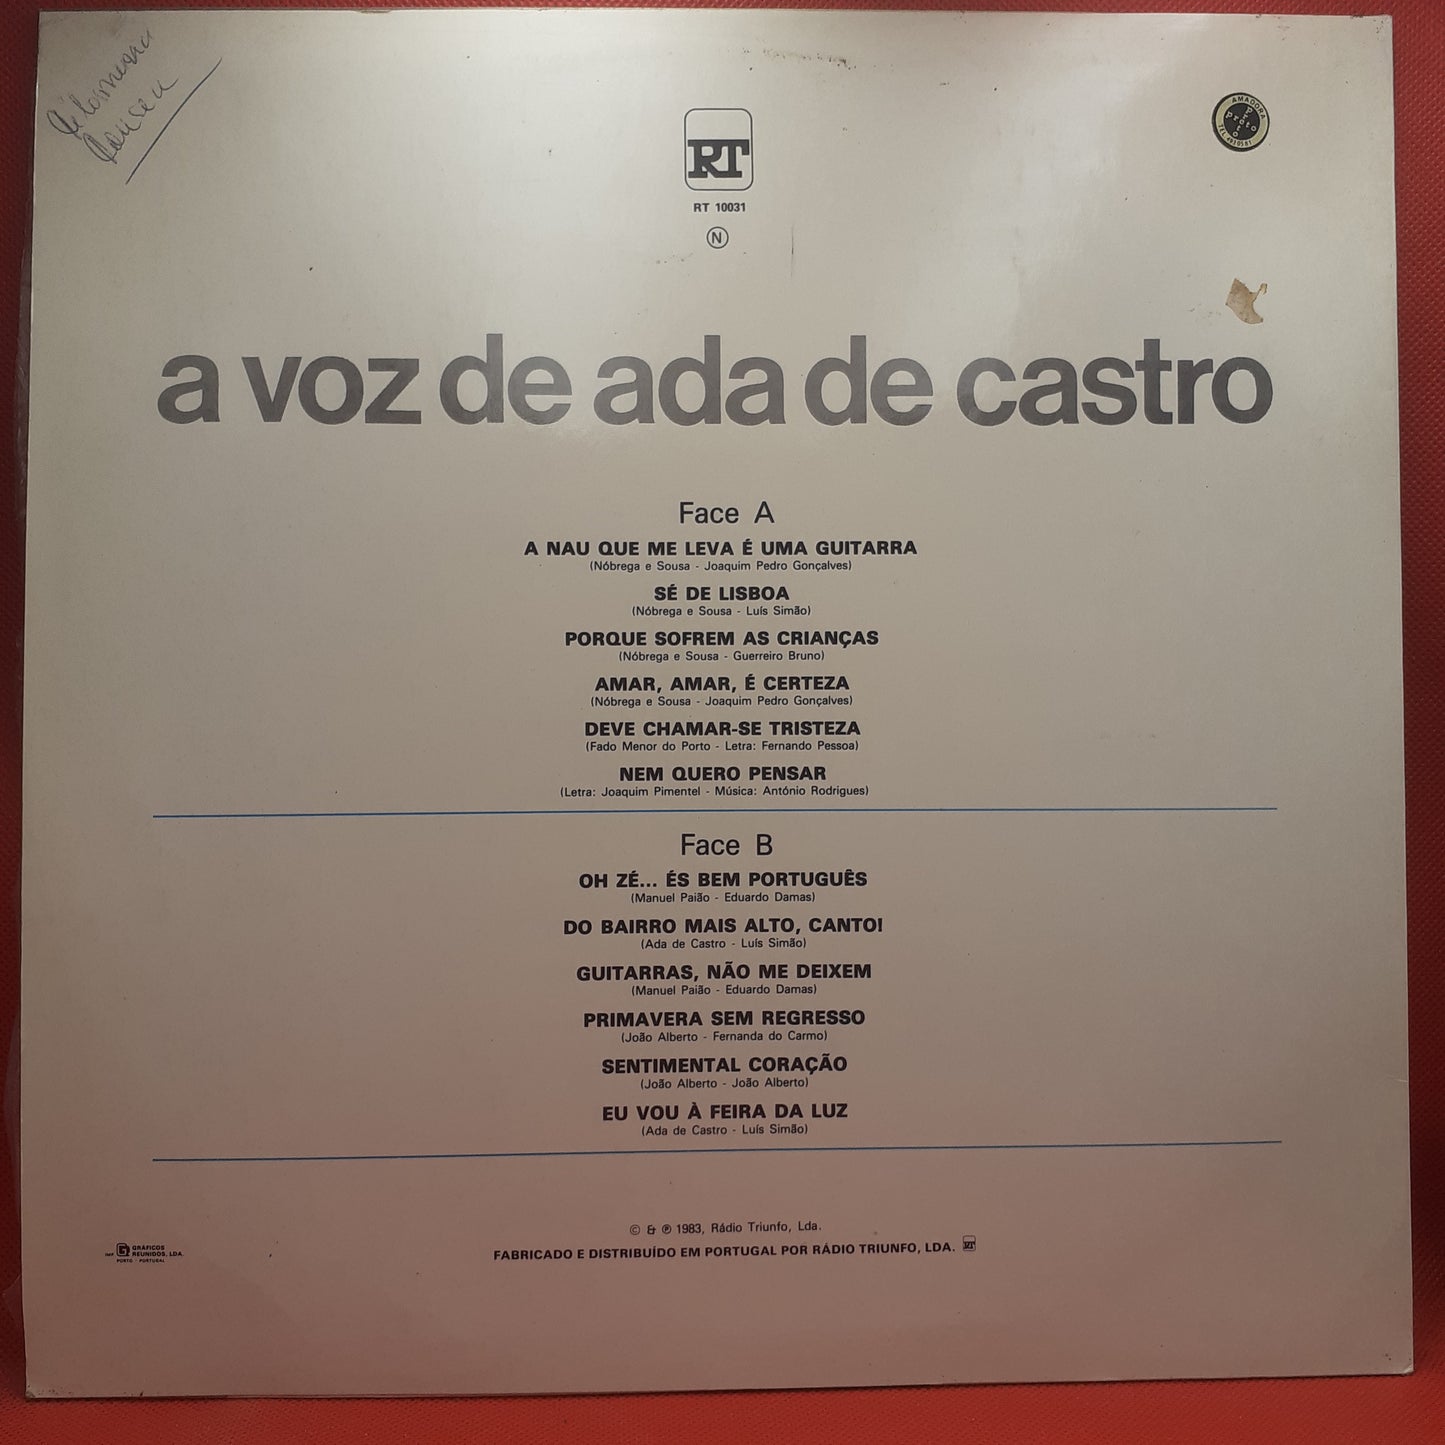 RT
RT 10031
N
AMADORA
Preto
TEL. 4930581
a voz de ada de castro
Face A
A NAU QUE ME LEVA É UMA GUITARRA
(Nóbrega e Sousa - Joaquim Pedro Gonçalves)
SÉ DE LISBOA
(Nóbrega e Sousa - Luís Simão)
PORQUE SOFREM AS CRIANÇAS
(Nóbrega e Sousa - Guerreiro Bruno)
AMAR, AMAR, É CERTEZA
(Nóbrega e Sousa - Joaquim Pedro Gonçalves)
DEVE CHAMAR-SE TRISTEZA
(Fado Menor do Porto - Letra: Fernando Pessoa)
NEM QUERO PENSAR
(Letra: Joaquim Pimentel - Música: António Rodrigues)
Face B
OH ZÉ... ÉS BEM PORTUGUÊS
(Manuel Paião - Eduardo Damas)
DO BAIRRO MAIS ALTO, CANTO!
(Ada de Castro - Luís Simão)
GUITARRAS, NÃO ME DEIXEM
(Manuel Paião - Eduardo Damas)
PRIMAVERA SEM REGRESSO
(João Alberto - Fernanda do Carmo)
SENTIMENTAL CORAÇÃO
(João Alberto - João Alberto)
EU VOU À FEIRA DA LUZ
(Ada de Castro - Luís Simão)
© & ℗ 1983, Rádio Triunfo, Lda.
FABRICADO E DISTRIBUÍDO EM PORTUGAL POR RÁDIO TRIUNFO, LDA. RT
GRÁFICOS
REUNIDOS, LDA.
PORTO - PORTUGAL